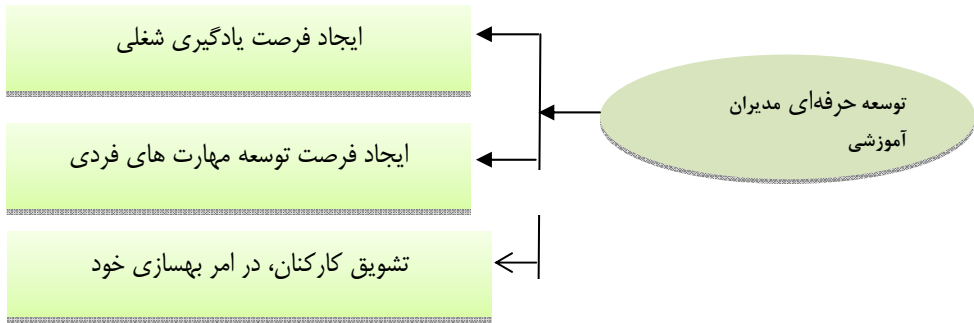 توسعه حرفه‌ای مدیران
آموزشی
ایجاد فرصت یادگیری شغلی
ایجاد فرصت توسعه مهارت های فردی
تشویق کارکنان، در امر بهسازی خود